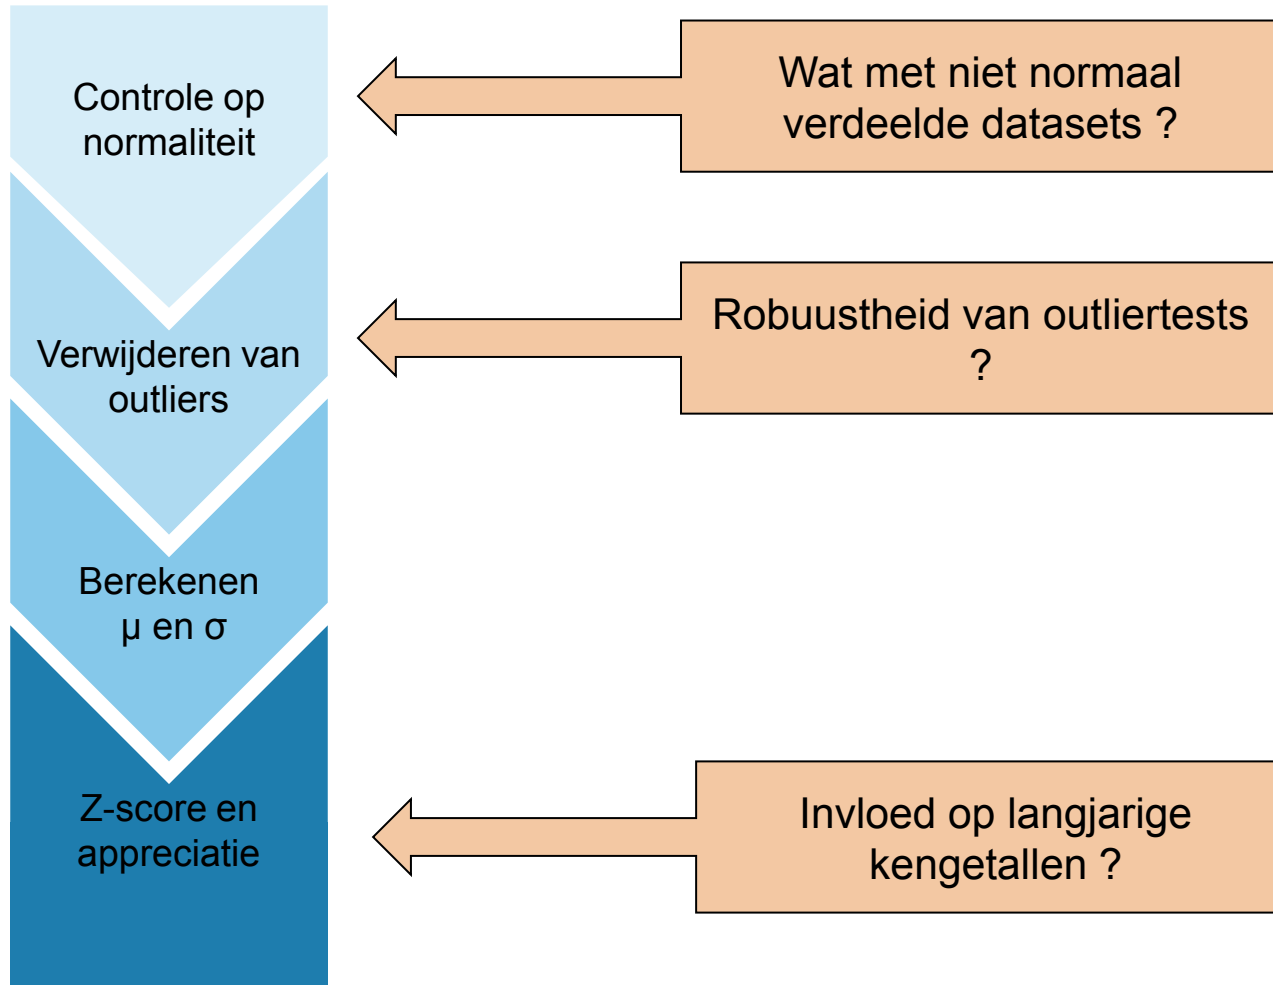 Controle op
normaliteit
Wat met niet normaal
verdeelde datasets ?
Verwijderen van
outliers
Robuustheid van outliertests
?
Berekenen
μ en σ
Z-score en
appreciatie
Invloed op langjarige
kengetallen ?